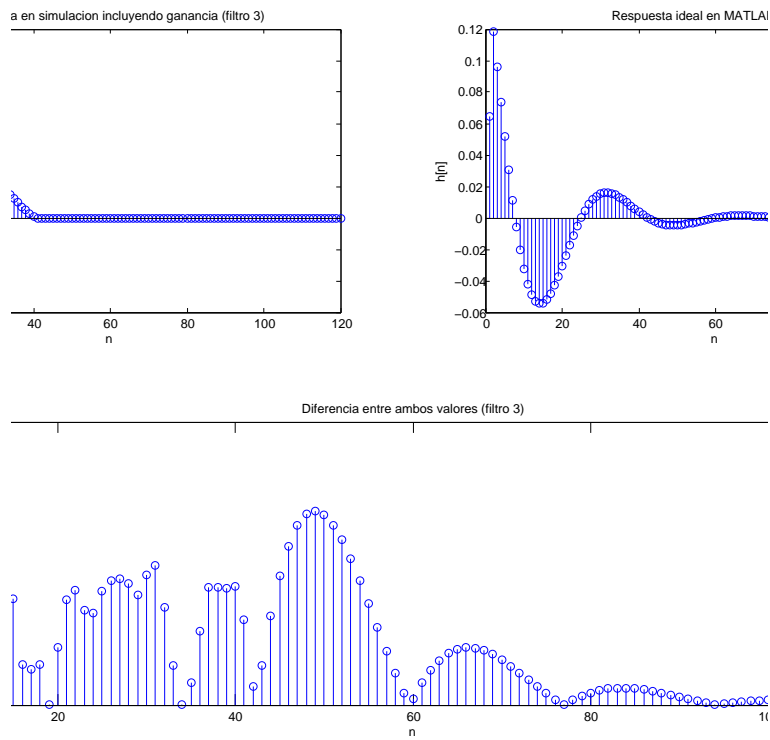 a en simulacion incluyendo ganancia (filtro 3)
40 60 80 100 120
n
Respuesta ideal en MATLA
0.12
0.1
0.08
0.06
0.04
0.02
0
−0.02
−0.04
−0.06
h[n]
0 20 40 60
n
Diferencia entre ambos valores (filtro 3)
20 40 60 80 10
n